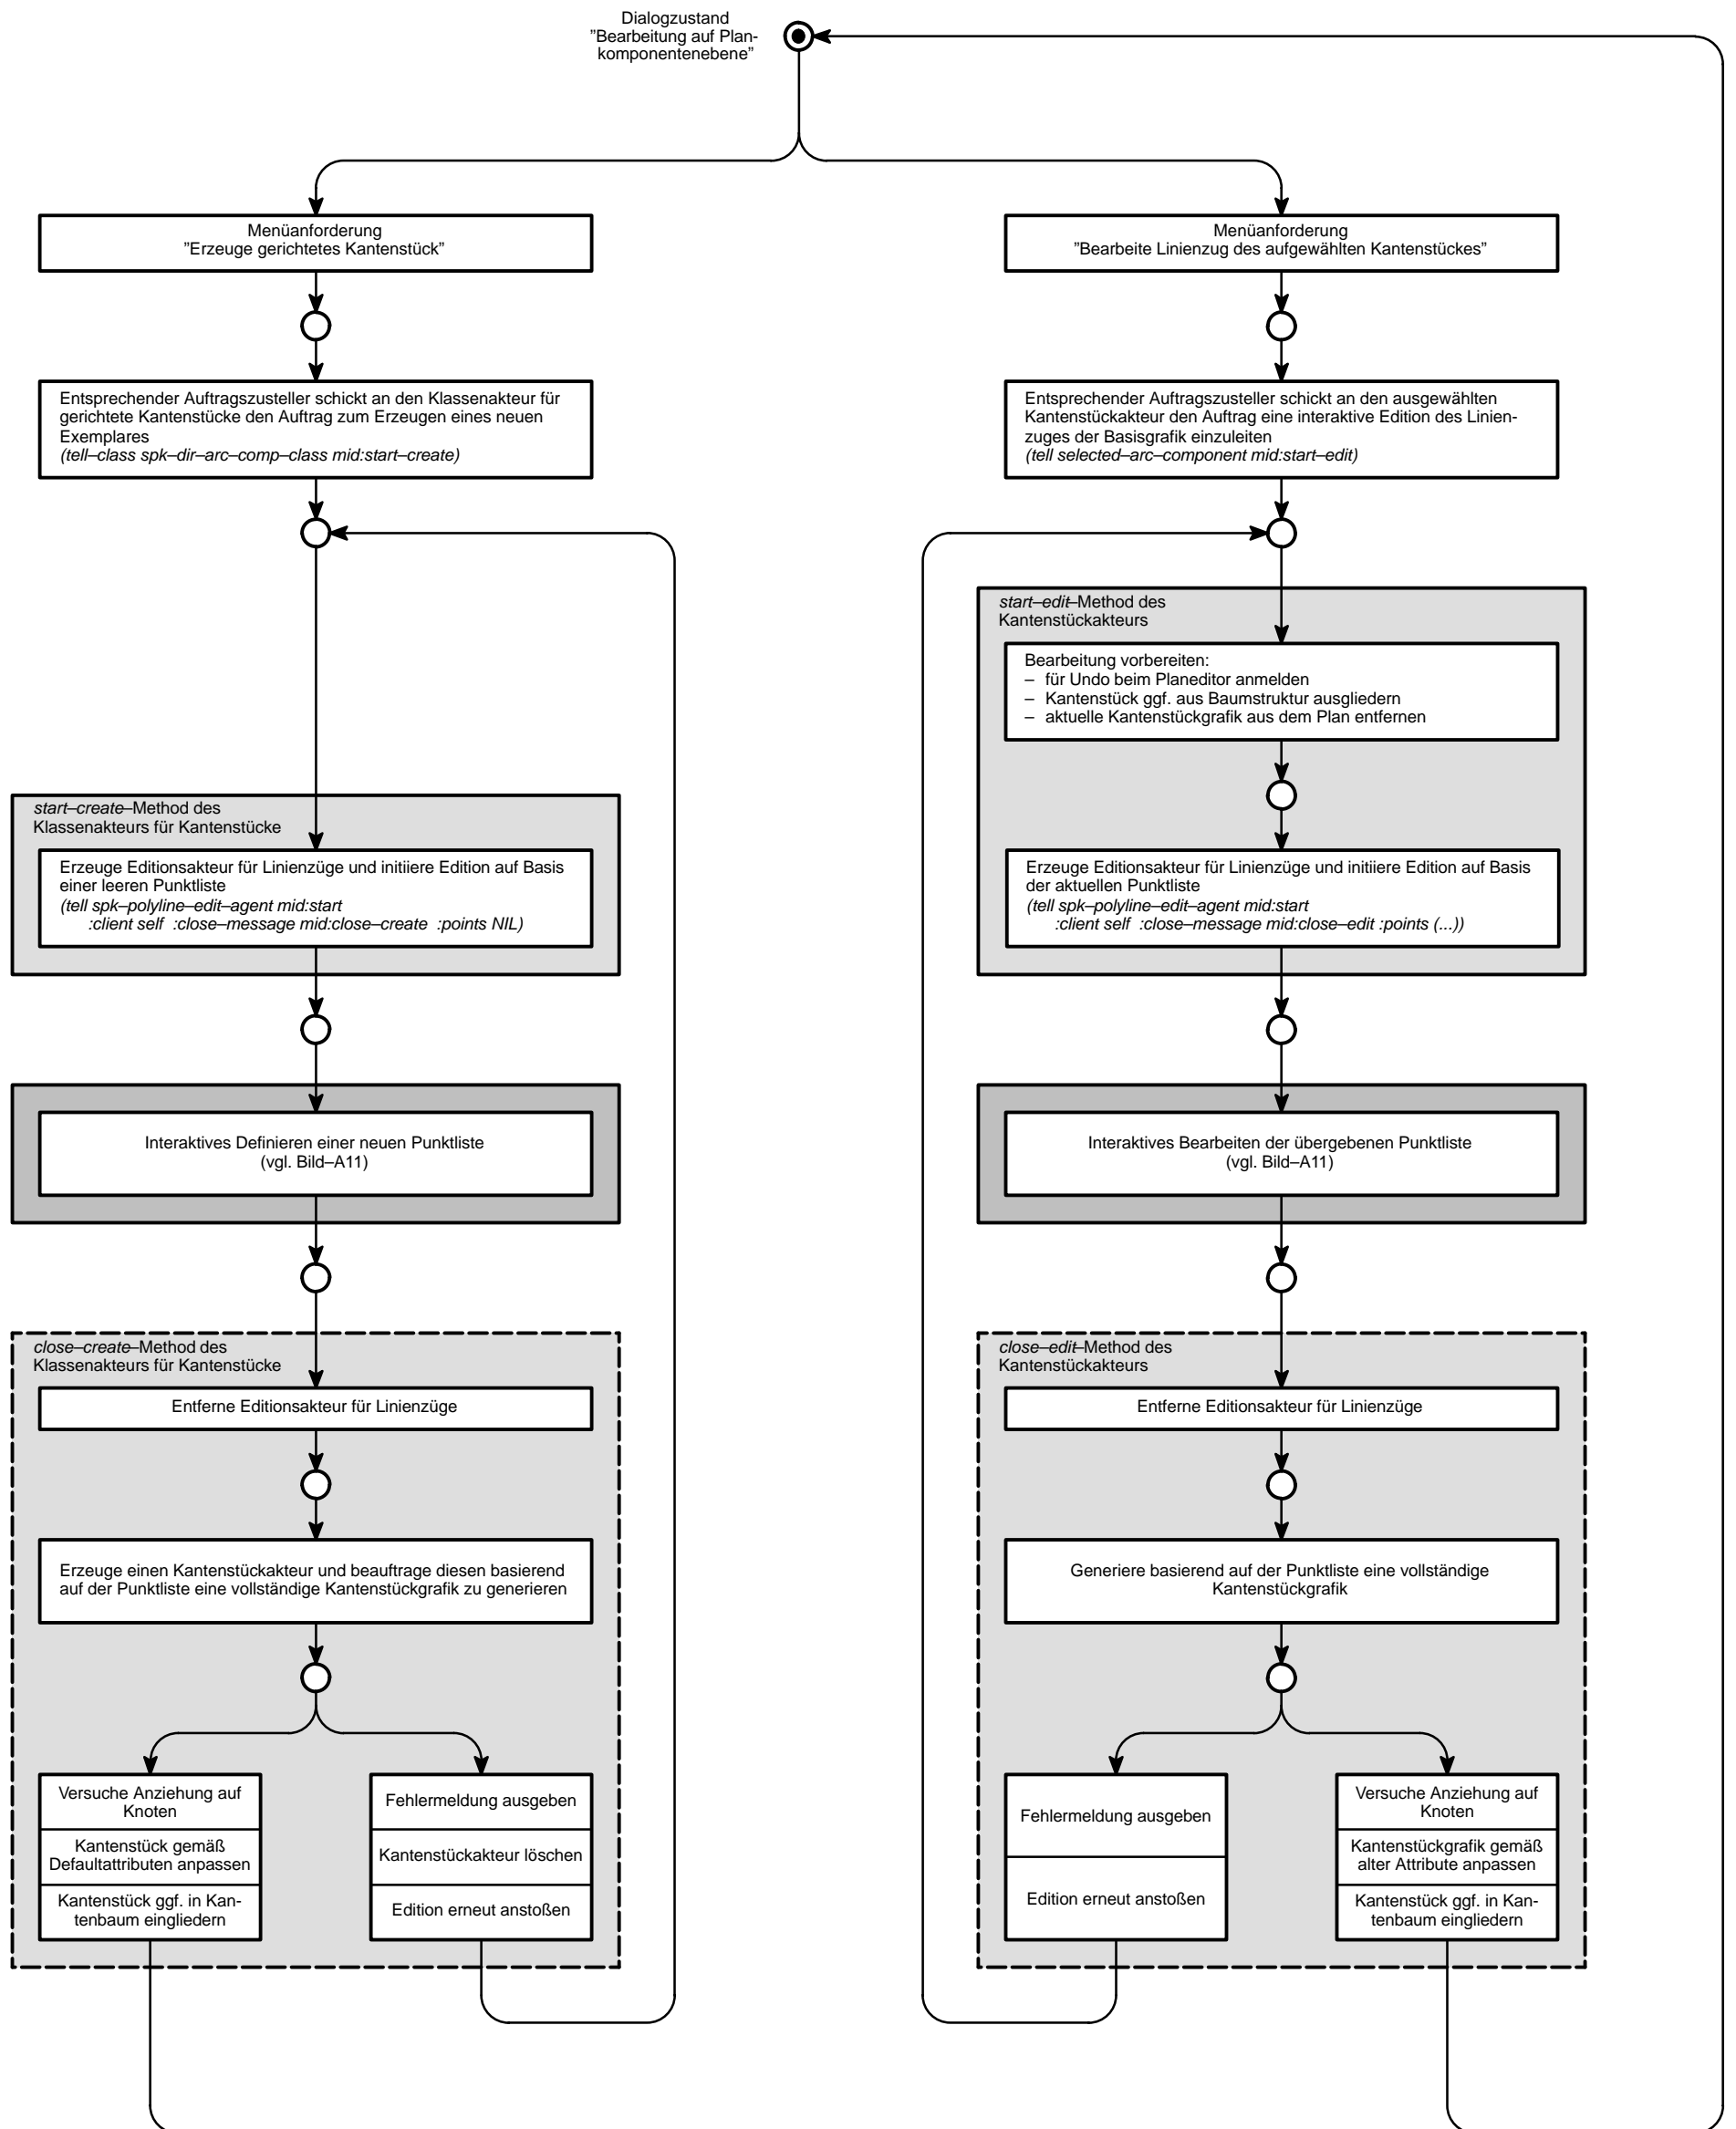 Dialogzustand
”Bearbeitung auf Plan-
komponentenebene”
Menüanforderung
”Erzeuge gerichtetes Kantenstück”
Entsprechender Auftragszusteller schickt an den Klassenakteur für
gerichtete Kantenstücke den Auftrag zum Erzeugen eines neuen
Exemplares
(tell–class spk–dir–arc–comp–class mid:start–create)
start–create–Method des
Klassenakteurs für Kantenstücke
Erzeuge Editionsakteur für Linienzüge und initiiere Edition auf Basis
einer leeren Punktliste
(tell spk–polyline–edit–agent mid:start
:client self :close–message mid:close–create :points NIL)
Interaktives Definieren einer neuen Punktliste
(vgl. Bild–A11)
close–create–Method des
Klassenakteurs für Kantenstücke
Entferne Editionsakteur für Linienzüge
Erzeuge einen Kantenstückakteur und beauftrage diesen basierend
auf der Punktliste eine vollständige Kantenstückgrafik zu generieren
Versuche Anziehung auf
Knoten
Kantenstück gemäß
Defaultattributen anpassen
Kantenstück ggf. in Kan-
tenbaum eingliedern
Fehlermeldung ausgeben
Kantenstückakteur löschen
Edition erneut anstoßen
Menüanforderung
”Bearbeite Linienzug des aufgewählten Kantenstückes”
Entsprechender Auftragszusteller schickt an den ausgewählten
Kantenstückakteur den Auftrag eine interaktive Edition des Linien-
zuges der Basisgrafik einzuleiten
(tell selected–arc–component mid:start–edit)
start–edit–Method des
Kantenstückakteurs
Bearbeitung vorbereiten:
– für Undo beim Planeditor anmelden
– Kantenstück ggf. aus Baumstruktur ausgliedern
– aktuelle Kantenstückgrafik aus dem Plan entfernen
Erzeuge Editionsakteur für Linienzüge und initiiere Edition auf Basis
der aktuellen Punktliste
(tell spk–polyline–edit–agent mid:start
:client self :close–message mid:close–edit :points (...))
Interaktives Bearbeiten der übergebenen Punktliste
(vgl. Bild–A11)
close–edit–Method des
Kantenstückakteurs
Entferne Editionsakteur für Linienzüge
Generiere basierend auf der Punktliste eine vollständige
Kantenstückgrafik
Fehlermeldung ausgeben
Edition erneut anstoßen
Versuche Anziehung auf
Knoten
Kantenstückgrafik gemäß
alter Attribute anpassen
Kantenstück ggf. in Kan-
tenbaum eingliedern